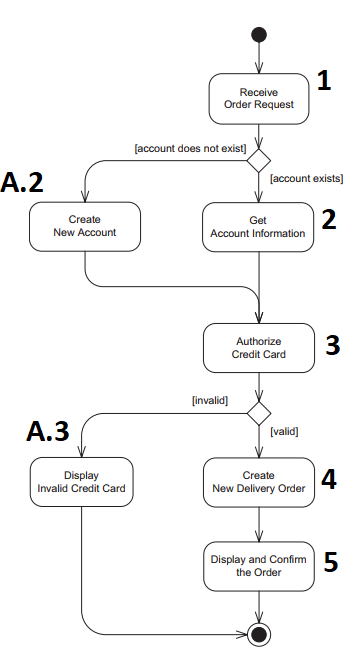 1
Receive
Order Request
[account does not exist]
[account exists]
A.2
Create
New Account
Get
Account Information
2
Authorize
Credit Card
3
[invalid]
[valid]
A.3
Display
Invalid Credit Card
Create
New Delivery Order
4
Display and Confirm
the Order
5